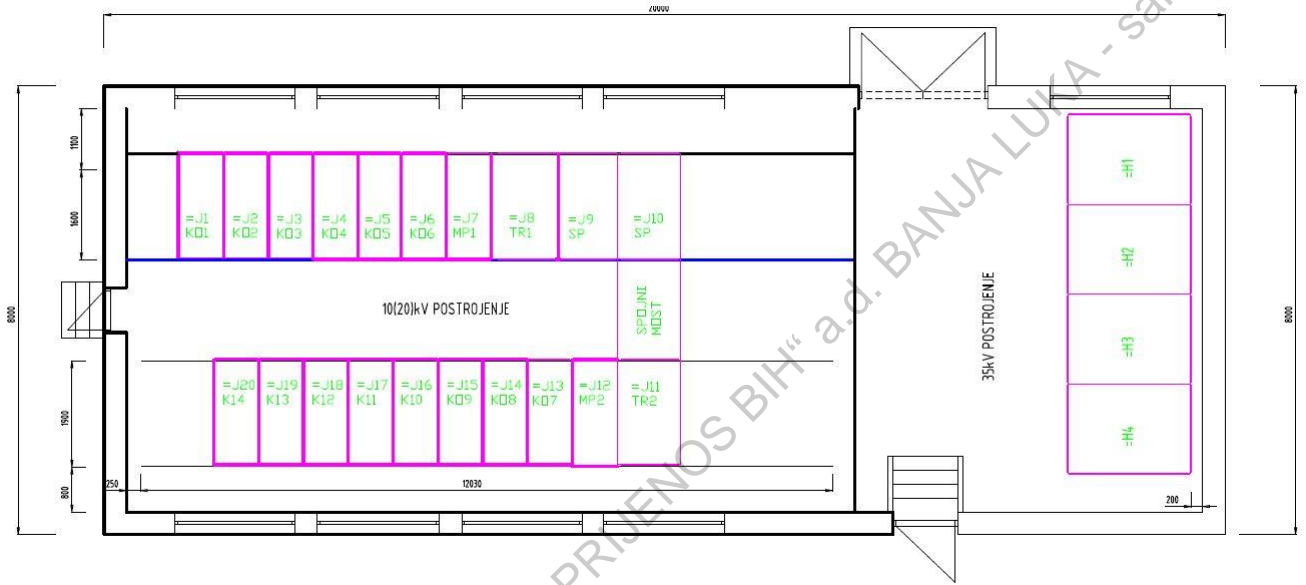 20000
8000
1100
1600
1900
800
250
12030
200
8000
=J1
KO1
=J2
KO2
=J3
KO3
=J4
KO4
=J5
KO5
=J6
KO6
=J7
MP1
=J8
TR1
=J9
SP
=J10
SP
10(20)kV POSTROJENJE
SPOJNI
MOST
=J20
K14
=J19
K13
=J18
K12
=J17
K11
=J16
K10
=J15
KO9
=J14
KO8
=J13
KO7
=J12
MP2
=J11
TR2
35kV POSTROJENJE
=H1
=H2
=H3
=H4
PRIJENOS BIH“ a.d. BANJA LUKA - sa